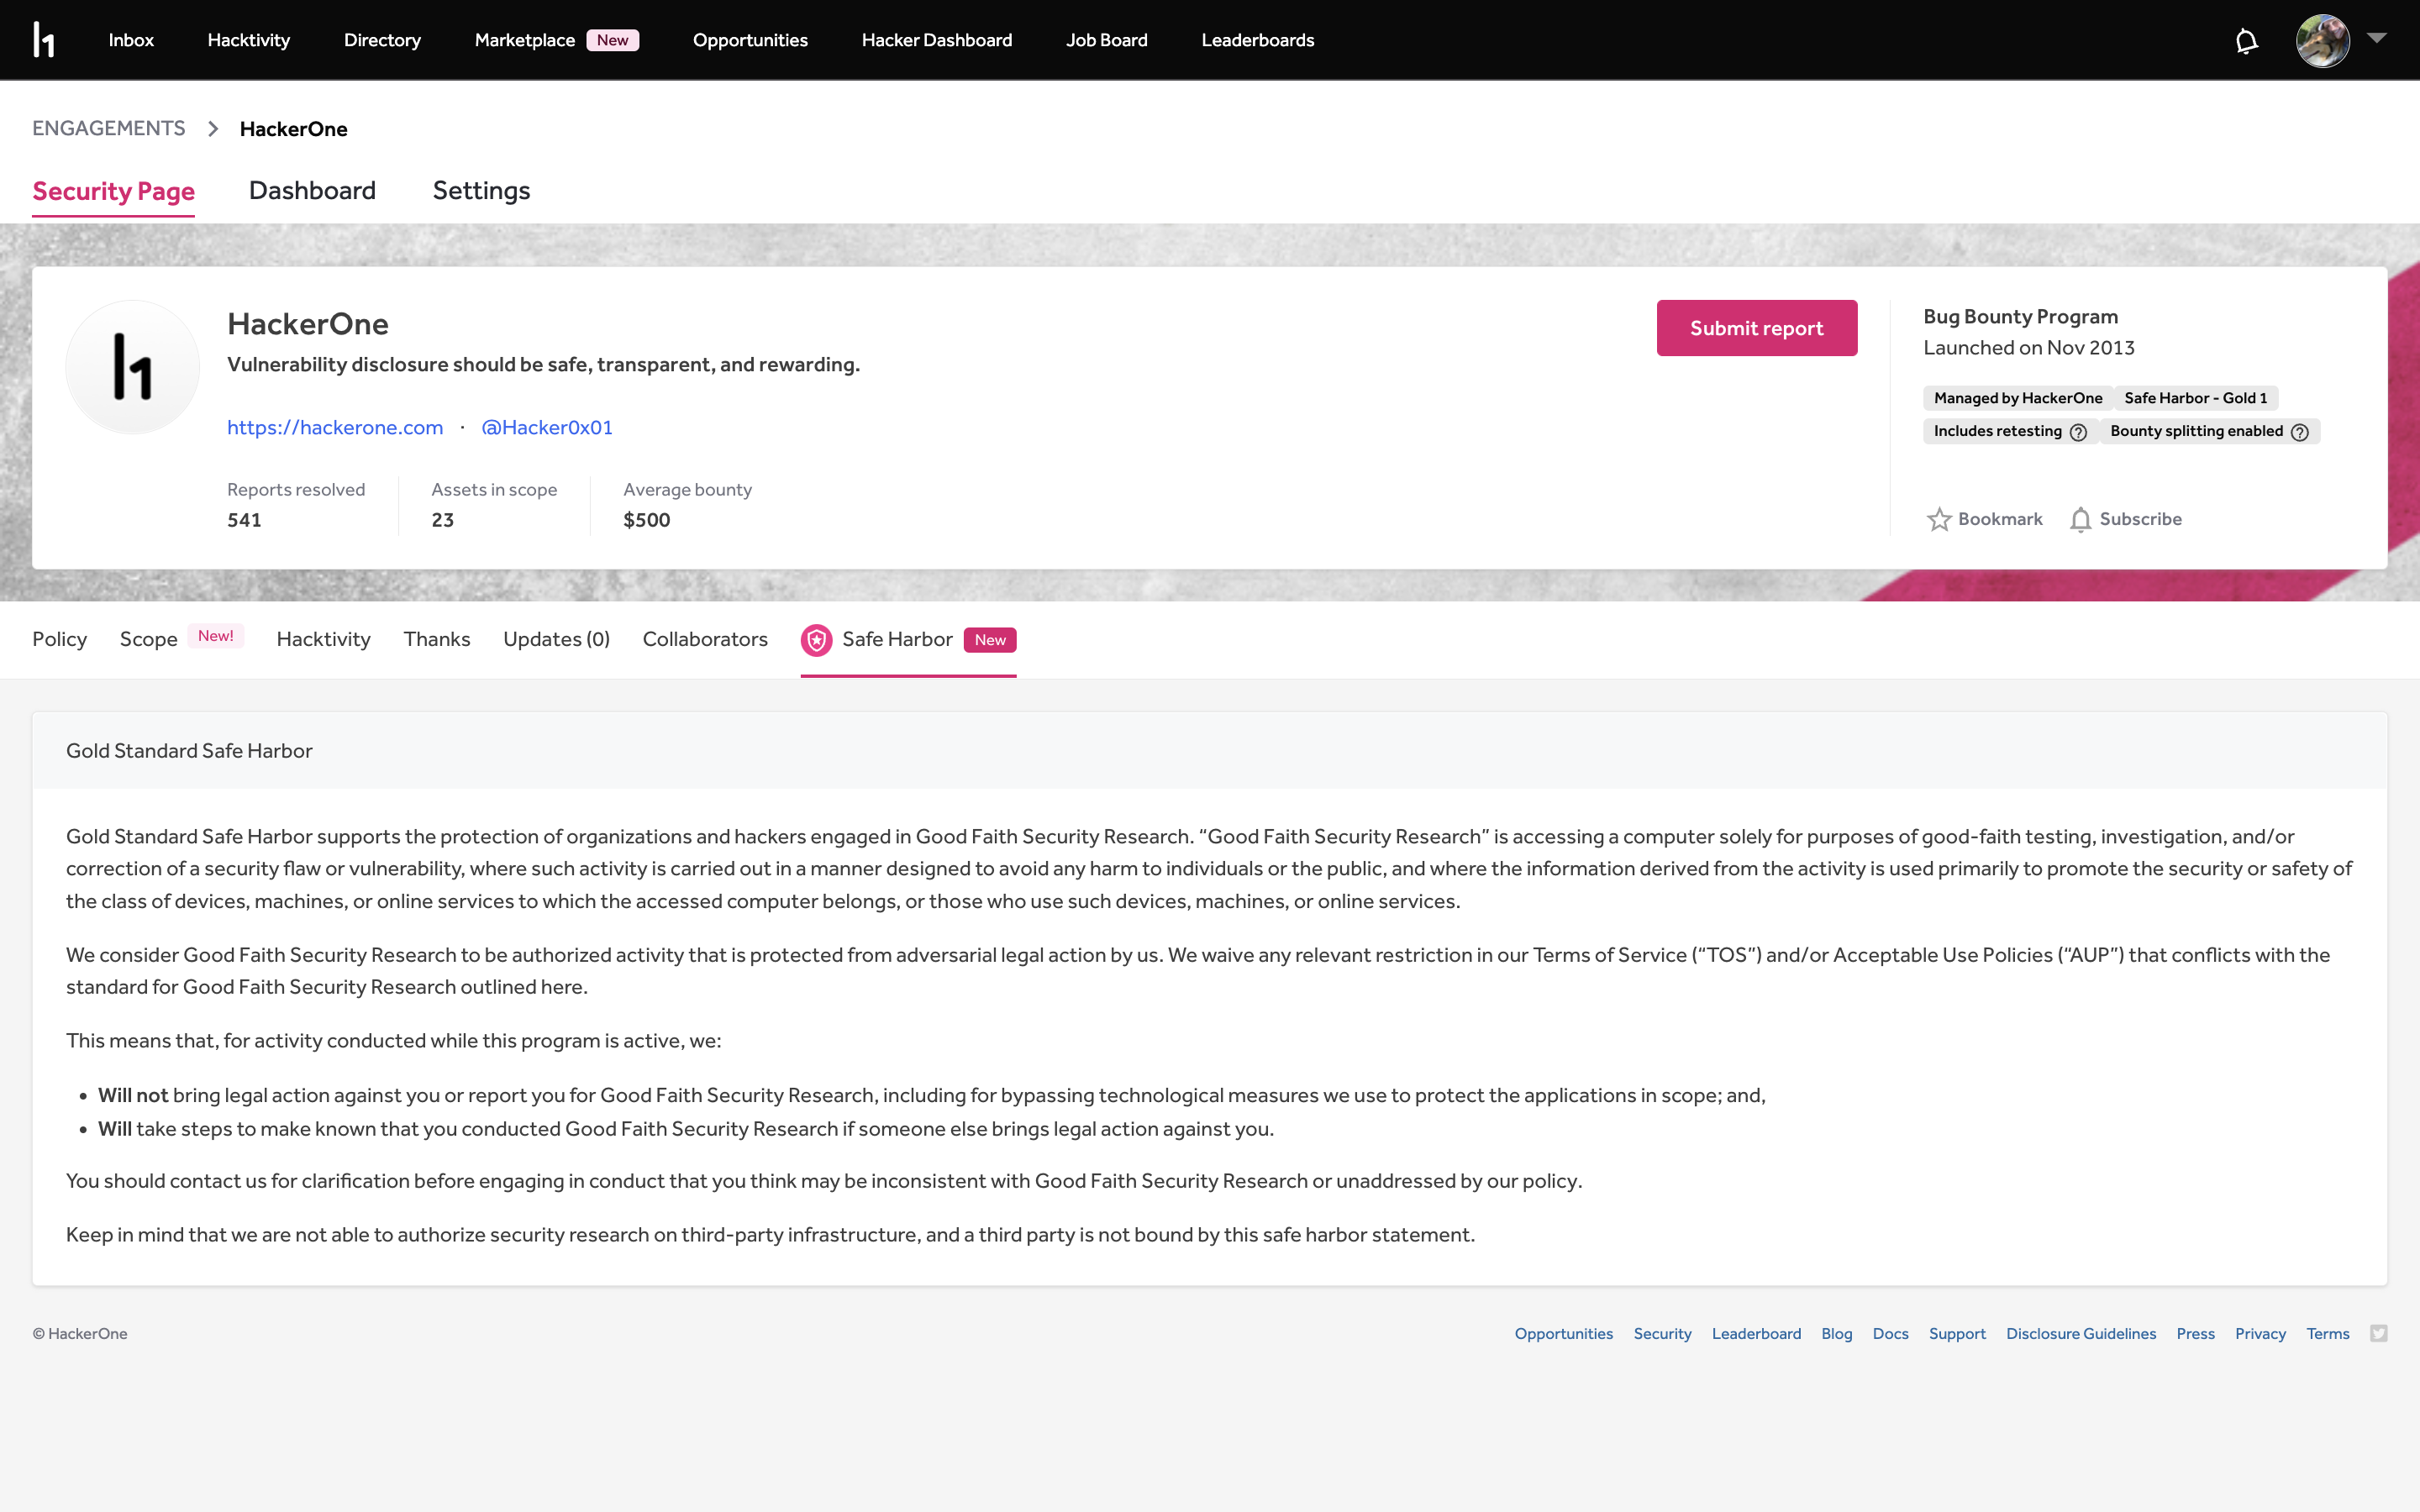 Inbox Hacktivity Directory Marketplace New Opportunities Hacker Dashboard Job Board Leaderboards
ENGAGEMENTS > HackerOne
Security Page Dashboard Settings
HackerOne
Vulnerability disclosure should be safe, transparent, and rewarding.
https://hackerone.com · @Hacker0x01
Reports resolved Assets in scope Average bounty
541 23 $500
Submit report
Bug Bounty Program
Launched on Nov 2013
Managed by HackerOne Safe Harbor - Gold 1
Includes retesting Bounty splitting enabled
Bookmark Subscribe
Policy Scope New! Hacktivity Thanks Updates (0) Collaborators Safe Harbor New
Gold Standard Safe Harbor
Gold Standard Safe Harbor supports the protection of organizations and hackers engaged in Good Faith Security Research. “Good Faith Security Research” is accessing a computer solely for purposes of good-faith testing, investigation, and/or
correction of a security flaw or vulnerability, where such activity is carried out in a manner designed to avoid any harm to individuals or the public, and where the information derived from the activity is used primarily to promote the security or safety of
the class of devices, machines, or online services to which the accessed computer belongs, or those who use such devices, machines, or online services.
We consider Good Faith Security Research to be authorized activity that is protected from adversarial legal action by us. We waive any relevant restriction in our Terms of Service (“TOS”) and/or Acceptable Use Policies (“AUP”) that conflicts with the
standard for Good Faith Security Research outlined here.
This means that, for activity conducted while this program is active, we:
• Will not bring legal action against you or report you for Good Faith Security Research, including for bypassing technological measures we use to protect the applications in scope; and,
• Will take steps to make known that you conducted Good Faith Security Research if someone else brings legal action against you.
You should contact us for clarification before engaging in conduct that you think may be inconsistent with Good Faith Security Research or unaddressed by our policy.
Keep in mind that we are not able to authorize security research on third-party infrastructure, and a third party is not bound by this safe harbor statement.
© HackerOne Opportunities Security Leaderboard Blog Docs Support Disclosure Guidelines Press Privacy Terms